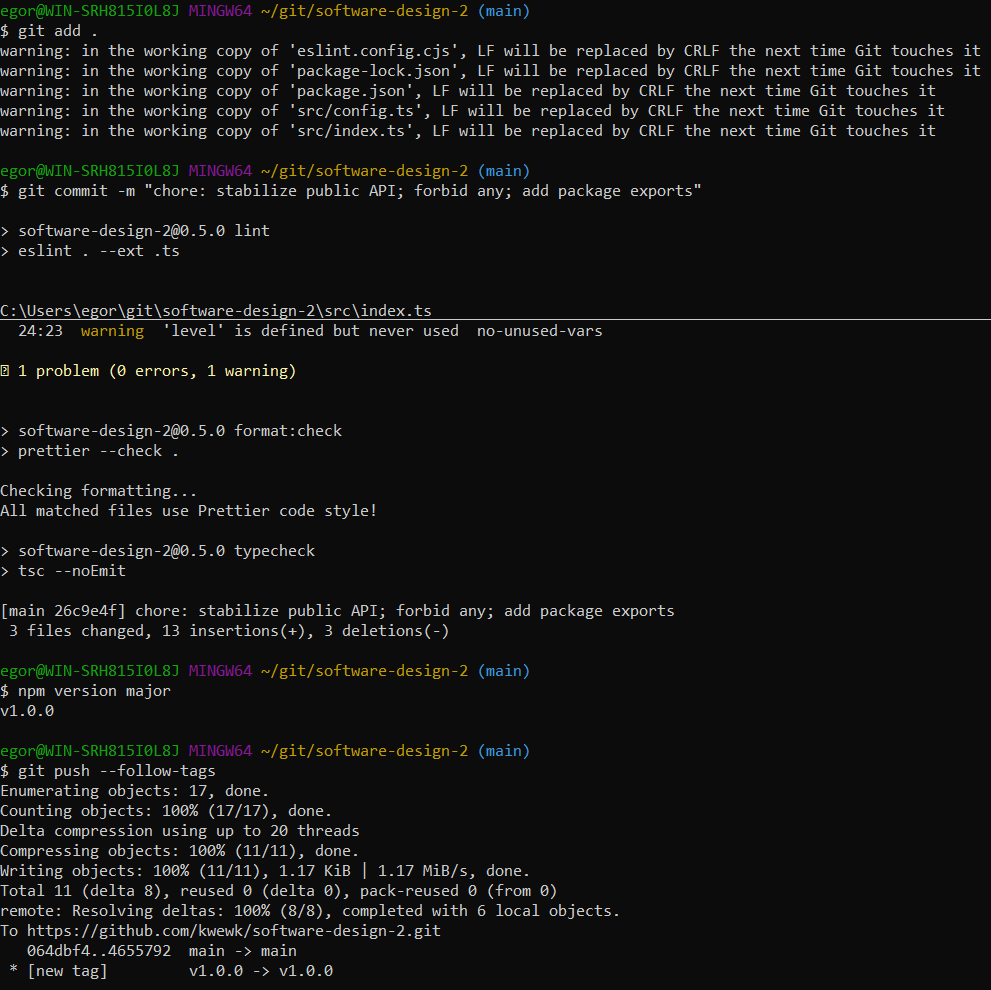 egor@WIN-SRH815I0L8J MINGW64 ~/git/software-design-2 (main)
$ git add .
warning: in the working copy of 'eslint.config.cjs', LF will be replaced by CRLF the next time Git touches it
warning: in the working copy of 'package-lock.json', LF will be replaced by CRLF the next time Git touches it
warning: in the working copy of 'package.json', LF will be replaced by CRLF the next time Git touches it
warning: in the working copy of 'src/config.ts', LF will be replaced by CRLF the next time Git touches it
warning: in the working copy of 'src/index.ts', LF will be replaced by CRLF the next time Git touches it
egor@WIN-SRH815I0L8J MINGW64 ~/git/software-design-2 (main)
$ git commit -m "chore: stabilize public API; forbid any; add package exports"
> software-design-2@0.5.0 lint
> eslint . --ext .ts
C:\Users\egor\git\software-design-2\src\index.ts
24:23 warning 'level' is defined but never used no-unused-vars
1 problem (0 errors, 1 warning)
> software-design-2@0.5.0 format:check
> prettier --check .
Checking formatting...
All matched files use Prettier code style!
> software-design-2@0.5.0 typecheck
> tsc --noEmit
[main 26c9e4f] chore: stabilize public API; forbid any; add package exports
3 files changed, 13 insertions(+), 3 deletions(-)
egor@WIN-SRH815I0L8J MINGW64 ~/git/software-design-2 (main)
$ npm version major
v1.0.0
egor@WIN-SRH815I0L8J MINGW64 ~/git/software-design-2 (main)
$ git push --follow-tags
Enumerating objects: 17, done.
Counting objects: 100% (17/17), done.
Delta compression using up to 20 threads
Compressing objects: 100% (11/11), done.
Writing objects: 100% (11/11), 1.17 KiB | 1.17 MiB/s, done.
Total 11 (delta 8), reused 0 (delta 0), pack-reused 0 (from 0)
remote: Resolving deltas: 100% (8/8), completed with 6 local objects.
To https://github.com/kwewk/software-design-2.git
064dbf4..4655792 main -> main
* [new tag] v1.0.0 -> v1.0.0